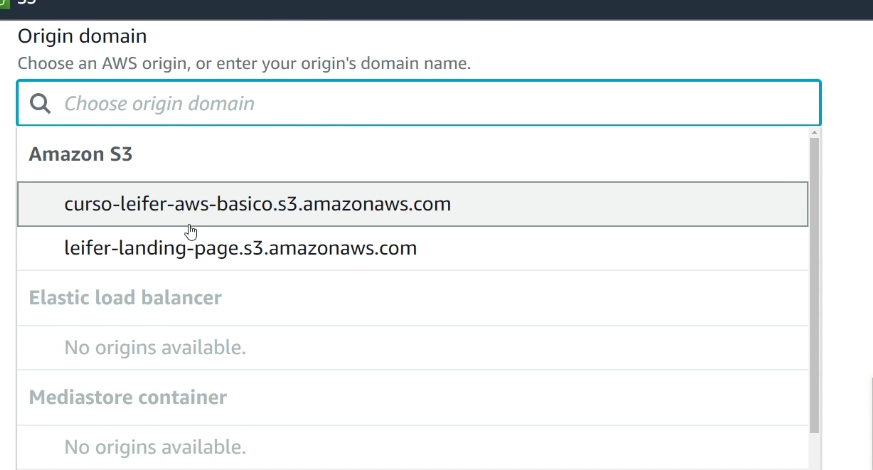 S3
Origin domain
Choose an AWS origin, or enter your origin's domain name.
Choose origin domain
Amazon S3
curso-leifer-aws-basico.s3.amazonaws.com
leifer-landing-page.s3.amazonaws.com
Elastic load balancer
No origins available.
Mediastore container
No origins available.